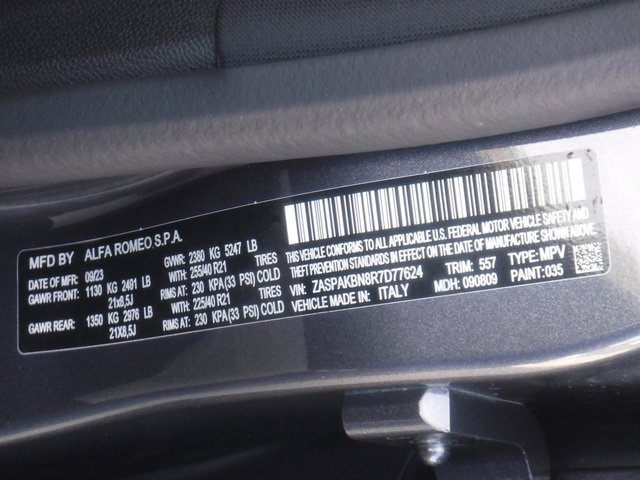 MFD BY ALFA ROMEO S.P.A.
DATE OF MFR: 09/23 GWR: 2380 KG 5247 LB
GAWR FRONT: 1130 KG 2491 LB WITH: 255/40 R21 TIRES
21x8,5J RIMS AT: 230 KPA(33 PSI) COLD
GAWR REAR: 1350 KG 2976 LB WITH: 225/40 R21 TIRES
21X8,5J RIMS AT: 230 KPA(33 PSI) COLD
THIS VEHICLE CONFORMS TO ALL APPLICABLE U.S. FEDERAL MOTOR VEHICLE SAFETY, BUMPER, AND
THEFT PREVENTION STANDARDS IN EFFECT ON THE DATE OF MANUFACTURE SHOWN ABOVE.
VIN: ZASPAKBN8R7D77624 TRIM: 557 TYPE: MPV
VEHICLE MADE IN: ITALY MDH: 090809 PAINT: 035